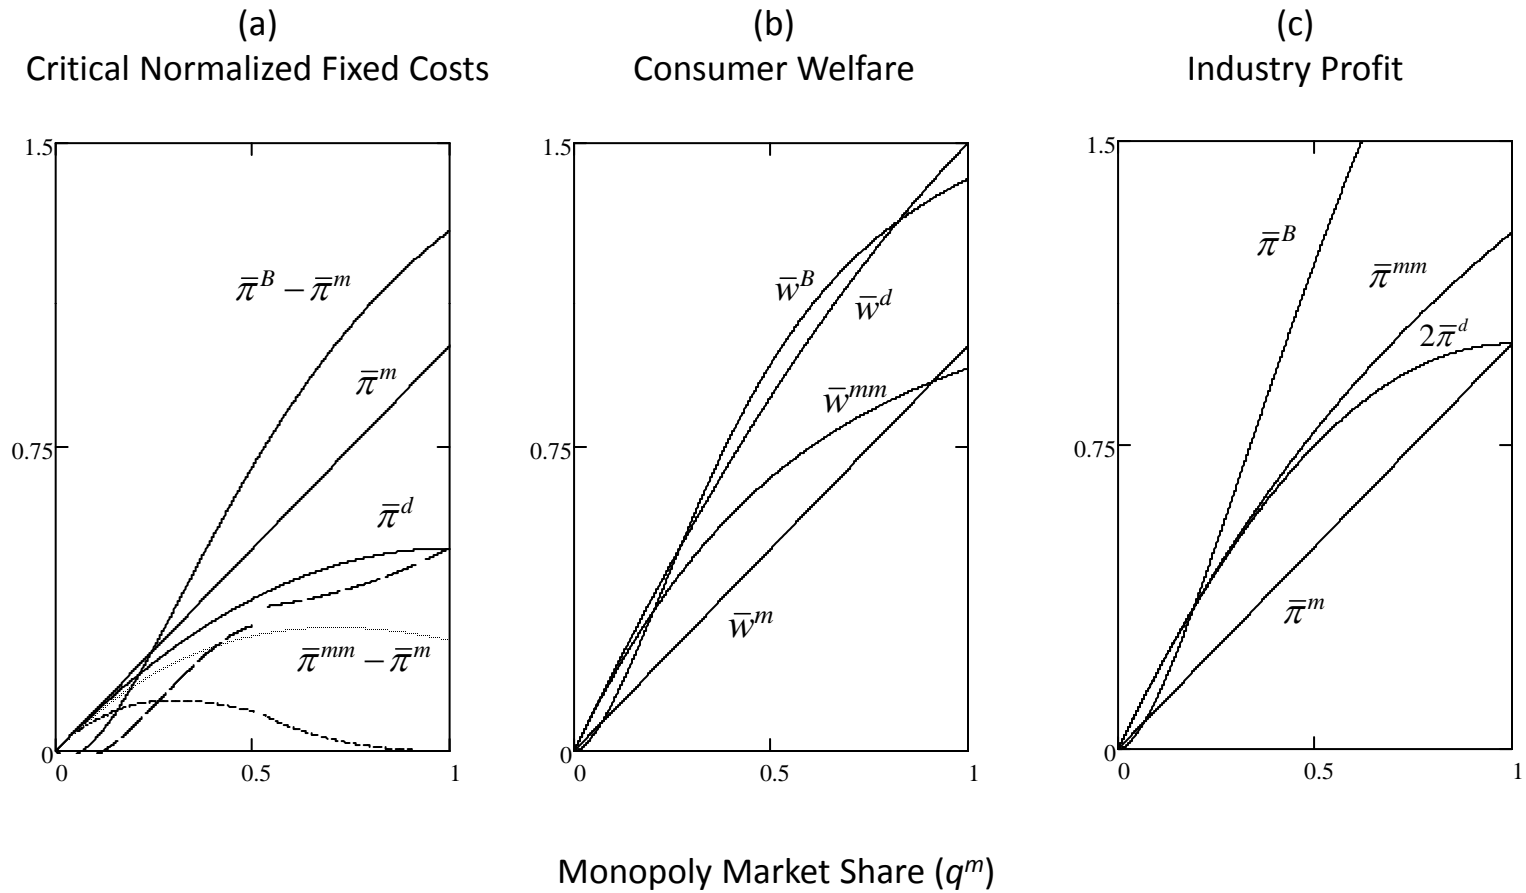 (a)
Critical Normalized Fixed Costs
1.5
0.75
0
0
0.5
1
π̅ᴮ − π̅ᵐ
π̅ᵐ
π̅ᵈ
π̅ᵐᵐ − π̅ᵐ
(b)
Consumer Welfare
1.5
0.75
0
0
0.5
1
w̅ᴮ
w̅ᵈ
w̅ᵐᵐ
w̅ᵐ
(c)
Industry Profit
1.5
0.75
0
0
0.5
1
π̅ᴮ
π̅ᵐᵐ
2π̅ᵈ
π̅ᵐ
Monopoly Market Share (qᵐ)